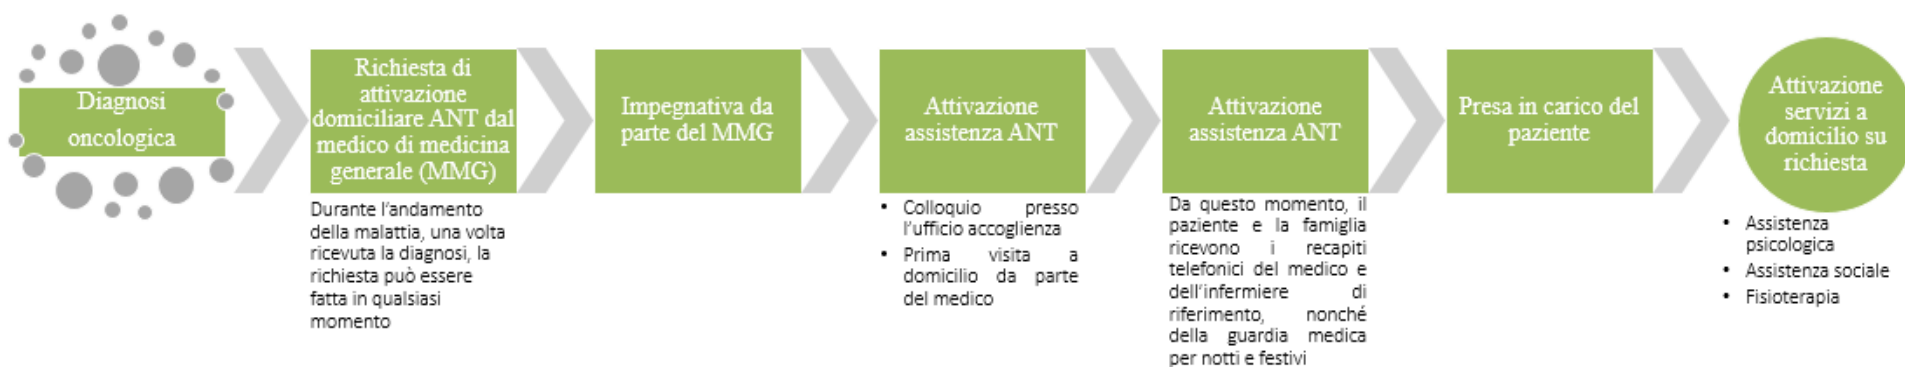 Diagnosi
oncologica
Richiesta di
attivazione
domiciliare ANT dal
medico di medicina
generale (MMG)
Durante l'andamento
della malattia, una volta
ricevuta la diagnosi, la
richiesta può essere
fatta in qualsiasi
momento
Impegnativa da
parte del MMG
Attivazione
assistenza ANT
• Colloquio presso
l'ufficio accoglienza
• Prima visita a
domicilio da parte
del medico
Attivazione
assistenza ANT
Da questo momento, il
paziente e la famiglia
ricevono i recapiti
telefonici del medico e
dell'infermiere di
riferimento, nonché
della guardia medica
per notti e festivi
Presa in carico del
paziente
Attivazione
servizi a
domicilio su
richiesta
• Assistenza
psicologica
• Assistenza sociale
• Fisioterapia